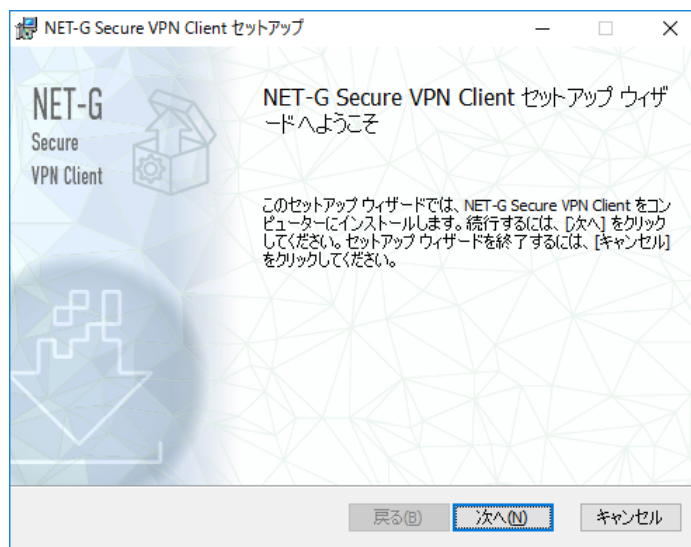 NET-G Secure VPN Client セットアップ
NET-G
Secure
VPN Client
NET-G Secure VPN Client セットアップ ウィザ
ードへようこそ
このセットアップ ウィザードでは、NET-G Secure VPN Client をコン
ピューターにインストールします。続行するには、[次へ] をクリック
してください。セットアップ ウィザードを終了するには、[キャンセル]
をクリックしてください。
戻る(B)
次へ(N)
キャンセル